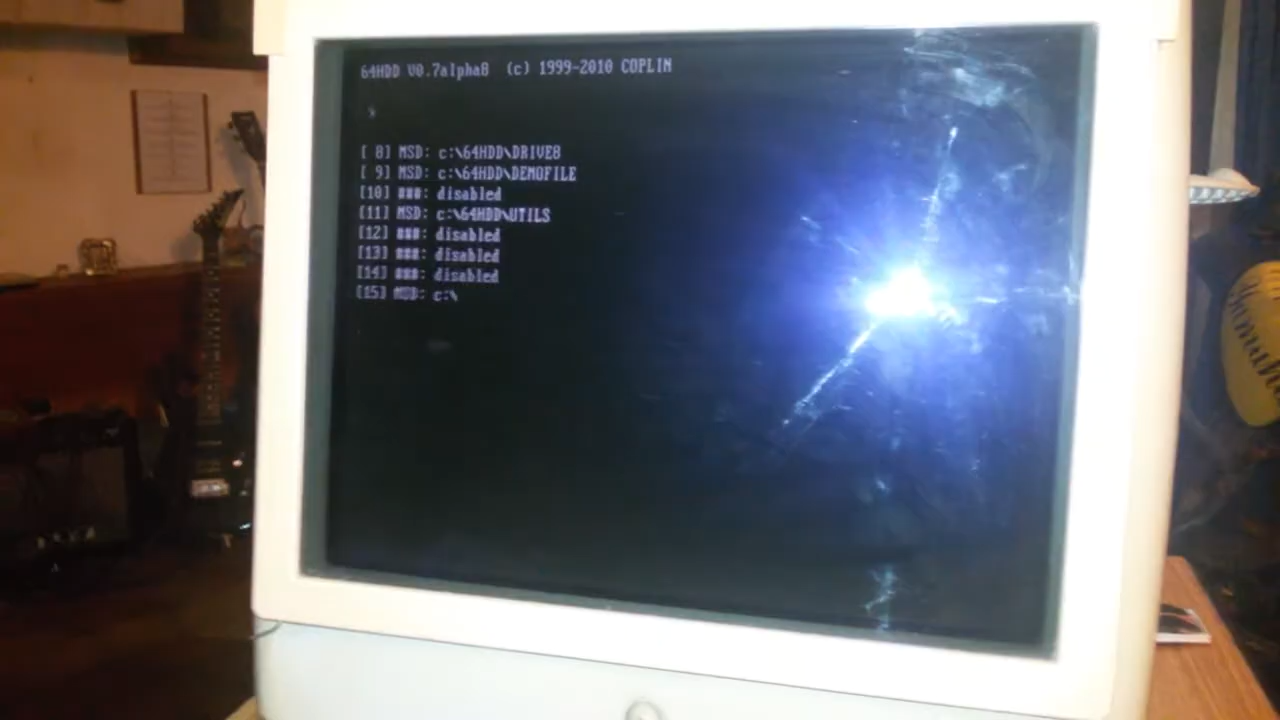 64HDD V0.7alpha8 (c) 1999-2010 COPLIN
[ 8] MSD: c:\64HDD\DRIVE8
[ 9] MSD: c:\64HDD\DEMOFILE
[10] ###: disabled
[11] MSD: c:\64HDD\UTILS
[12] ###: disabled
[13] ###: disabled
[14] ###: disabled
[15] MSD: c:\